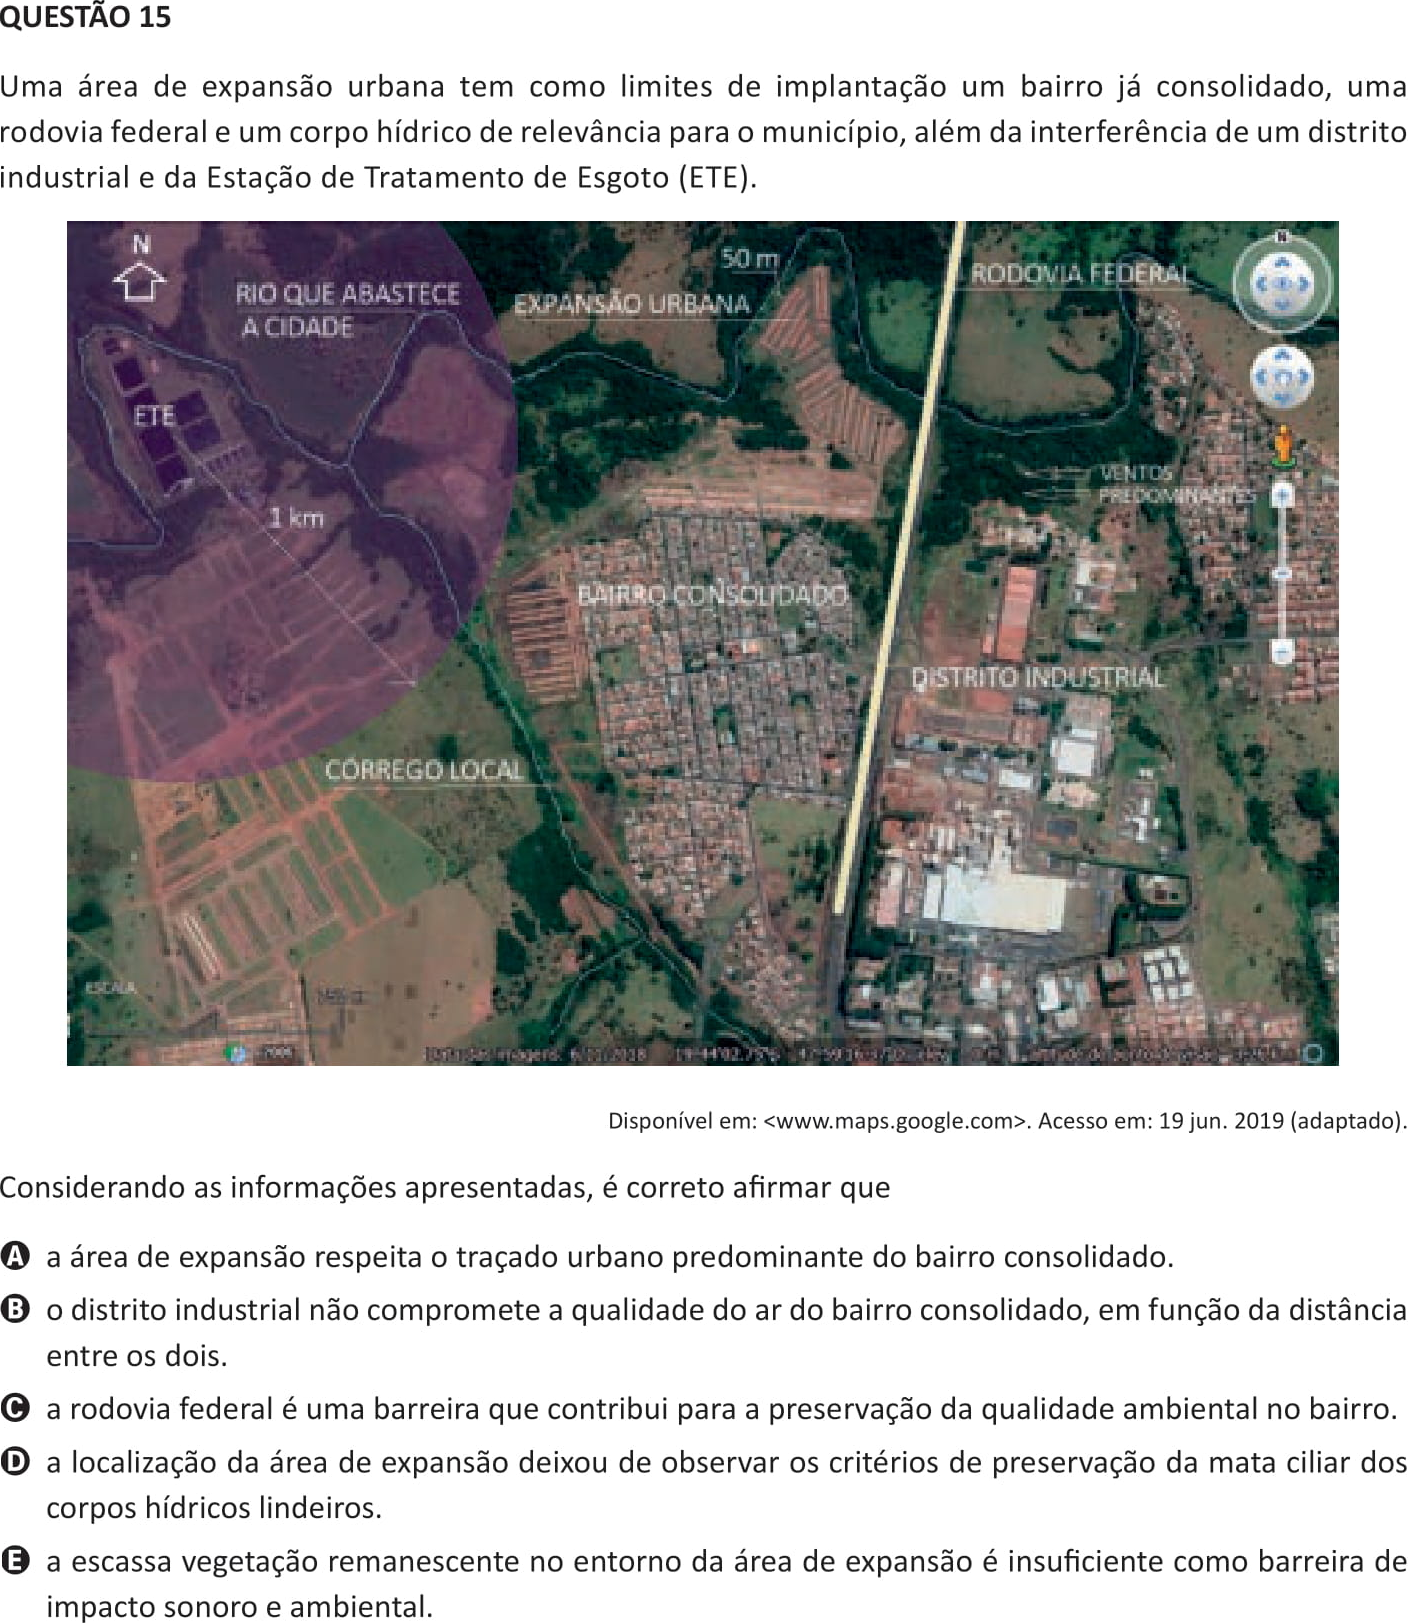 QUESTÃO 15
Uma área de expansão urbana tem como limites de implantação um bairro já consolidado, uma
rodovia federal e um corpo hídrico de relevância para o município, além da interferência de um distrito
industrial e da Estação de Tratamento de Esgoto (ETE).
N
RIO QUE ABASTECE
A CIDADE
50 m
EXPANSÃO URBANA
RODOVIA FEDERAL
N
ETE
VENTOS
PREDOMINANTES
1 km
BAIRRO CONSOLIDADO
DISTRITO INDUSTRIAL
CÓRREGO LOCAL
ESCALA
2006
Data das imagens: 6/11/2018
Disponível em: <www.maps.google.com>. Acesso em: 19 jun. 2019 (adaptado).
Considerando as informações apresentadas, é correto afirmar que
A a área de expansão respeita o traçado urbano predominante do bairro consolidado.
B o distrito industrial não compromete a qualidade do ar do bairro consolidado, em função da distância
entre os dois.
C a rodovia federal é uma barreira que contribui para a preservação da qualidade ambiental no bairro.
D a localização da área de expansão deixou de observar os critérios de preservação da mata ciliar dos
corpos hídricos lindeiros.
E a escassa vegetação remanescente no entorno da área de expansão é insuficiente como barreira de
impacto sonoro e ambiental.